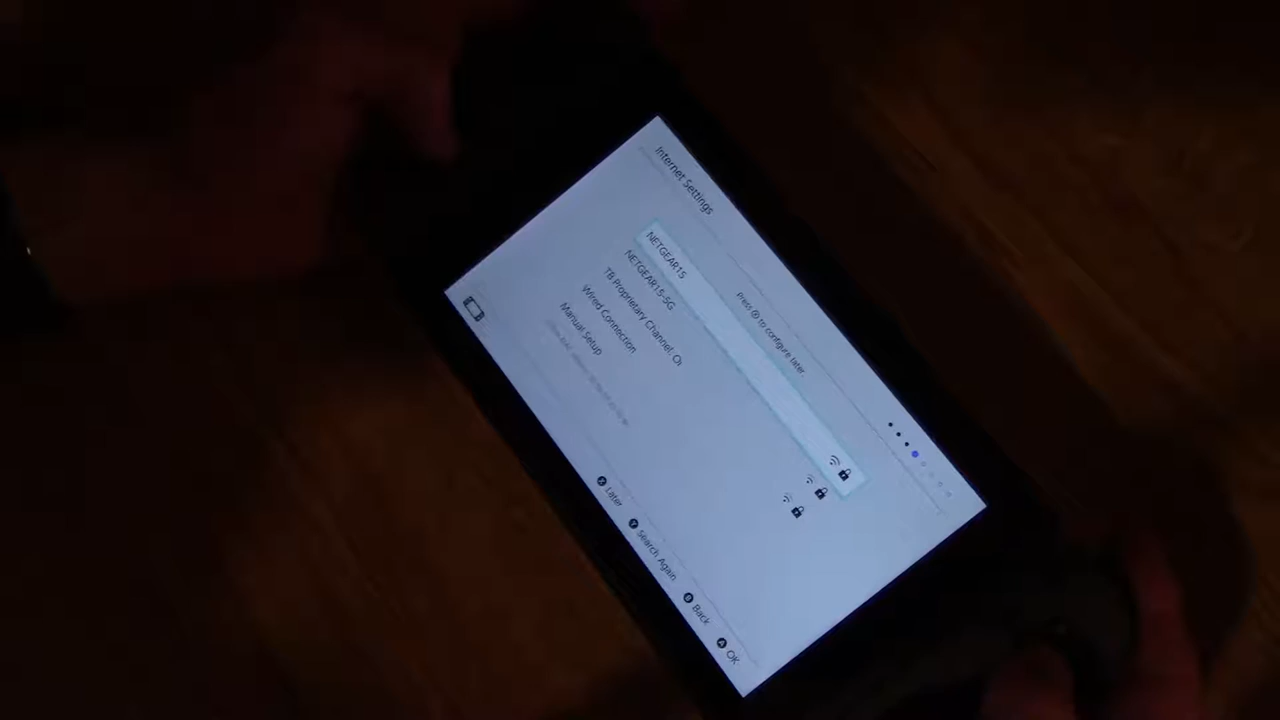 Internet Settings
Press Ⓧ to configure later.
NETGEAR15
NETGEAR15-5G
TB Proprietary Channel; Or
Wired Connection
Manual Setup
X Later
Y Search Again
B Back
A OK